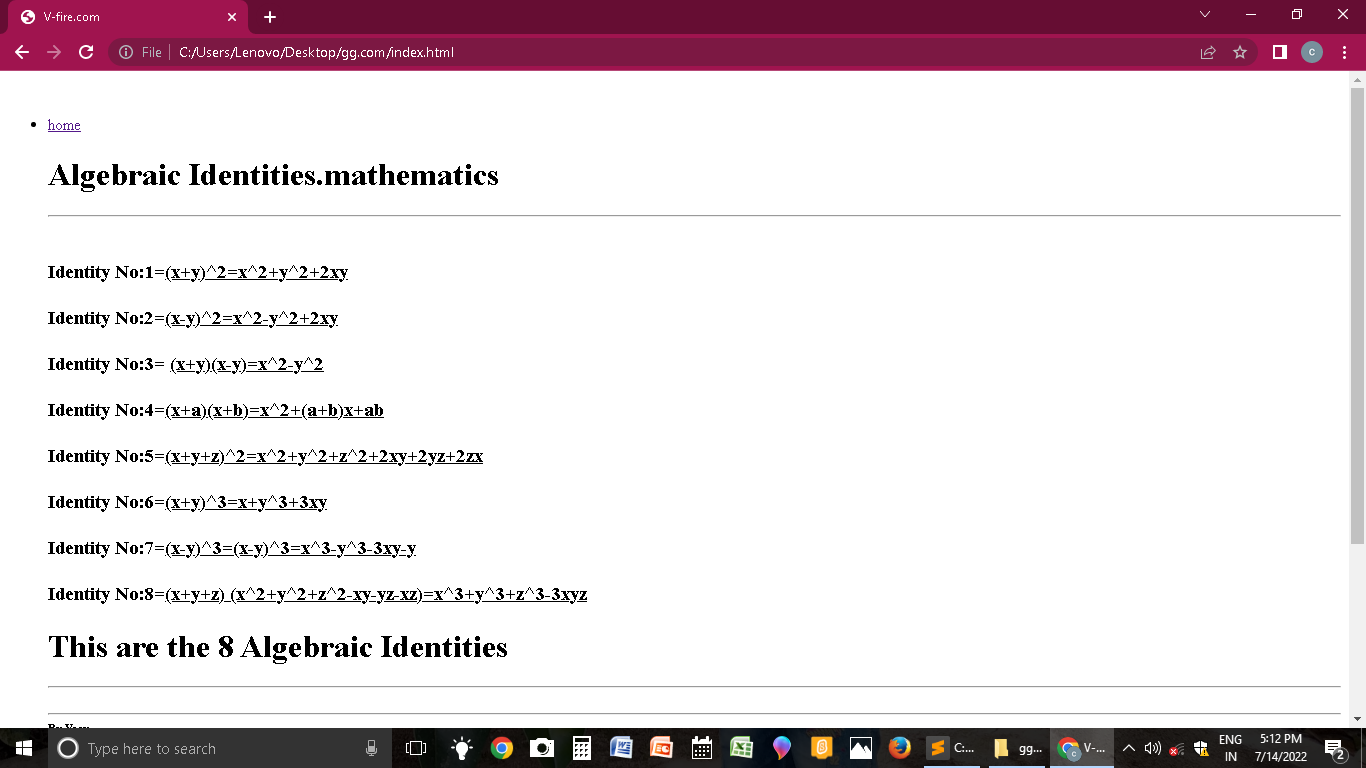 V-fire.com
File C:/Users/Lenovo/Desktop/gg.com/index.html
C
home
Algebraic Identities.mathematics
Identity No:1=(x+y)^2=x^2+y^2+2xy
Identity No:2=(x-y)^2=x^2-y^2+2xy
Identity No:3= (x+y)(x-y)=x^2-y^2
Identity No:4=(x+a)(x+b)=x^2+(a+b)x+ab
Identity No:5=(x+y+z)^2=x^2+y^2+z^2+2xy+2yz+2zx
Identity No:6=(x+y)^3=x+y^3+3xy
Identity No:7=(x-y)^3=(x-y)^3=x^3-y^3-3xy-y
Identity No:8=(x+y+z) (x^2+y^2+z^2-xy-yz-xz)=x^3+y^3+z^3-3xyz
This are the 8 Algebraic Identities
Type here to search
C:...
gg...
V-...
ENG
IN
5:12 PM
7/14/2022
2